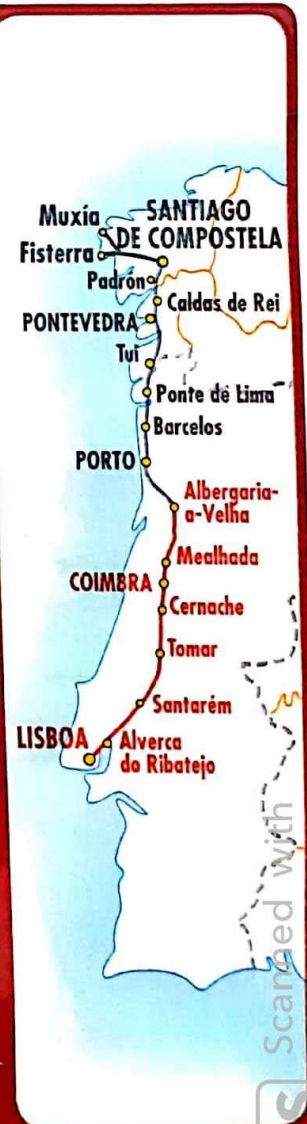 Muxía
SANTIAGO
DE COMPOSTELA
Fisterra
Padrón
Caldas de Rei
PONTEVEDRA
Tui
Ponte de Lima
Barcelos
PORTO
Albergaria-
a-Velha
Mealhada
COIMBRA
Cernache
Tomar
Santarém
LISBOA
Alverca
do Ribatejo
Scanned with